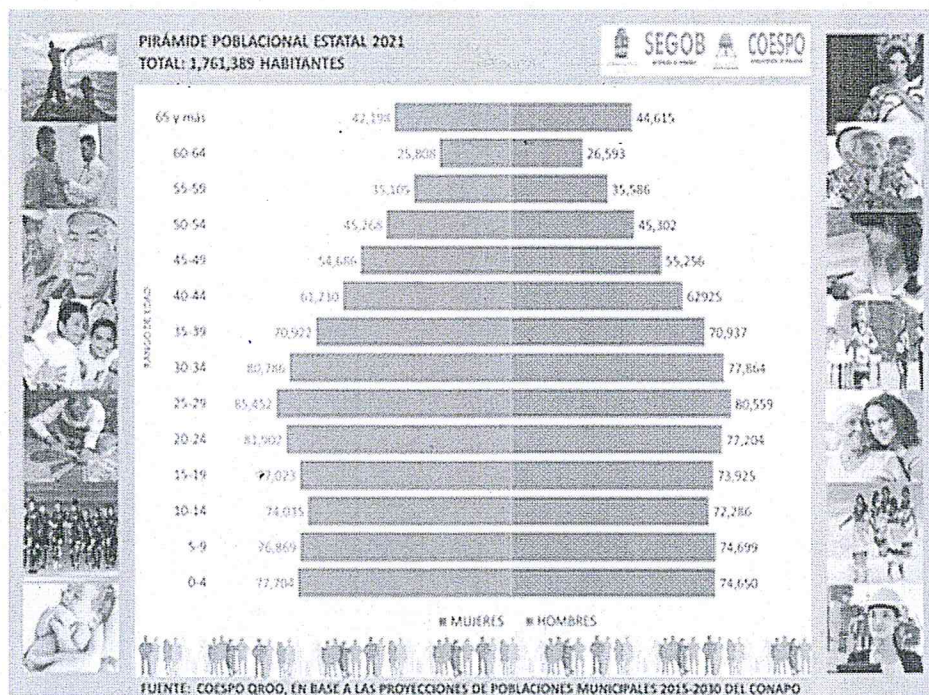 PIRÁMIDE POBLACIONAL ESTATAL 2021
TOTAL: 1,761,389 HABITANTES
SEGOB
COESPO
RANGO DE EDAD
65 y más 42,198 44,615
60-64 25,808 26,593
55-59 35,105 35,586
50-54 45,268 45,302
45-49 54,686 55,256
40-44 61,730 62925
35-39 70,922 70,937
30-34 80,786 77,864
25-29 85,452 80,559
20-24 81,902 77,204
15-19 77,023 73,925
10-14 74,035 72,286
5-9 76,869 74,699
0-4 77,704 74,650
MUJERES HOMBRES
FUENTE: COESPO QROO, EN BASE A LAS PROYECCIONES DE POBLACIONES MUNICIPALES 2015-2030 DEL CONAPO